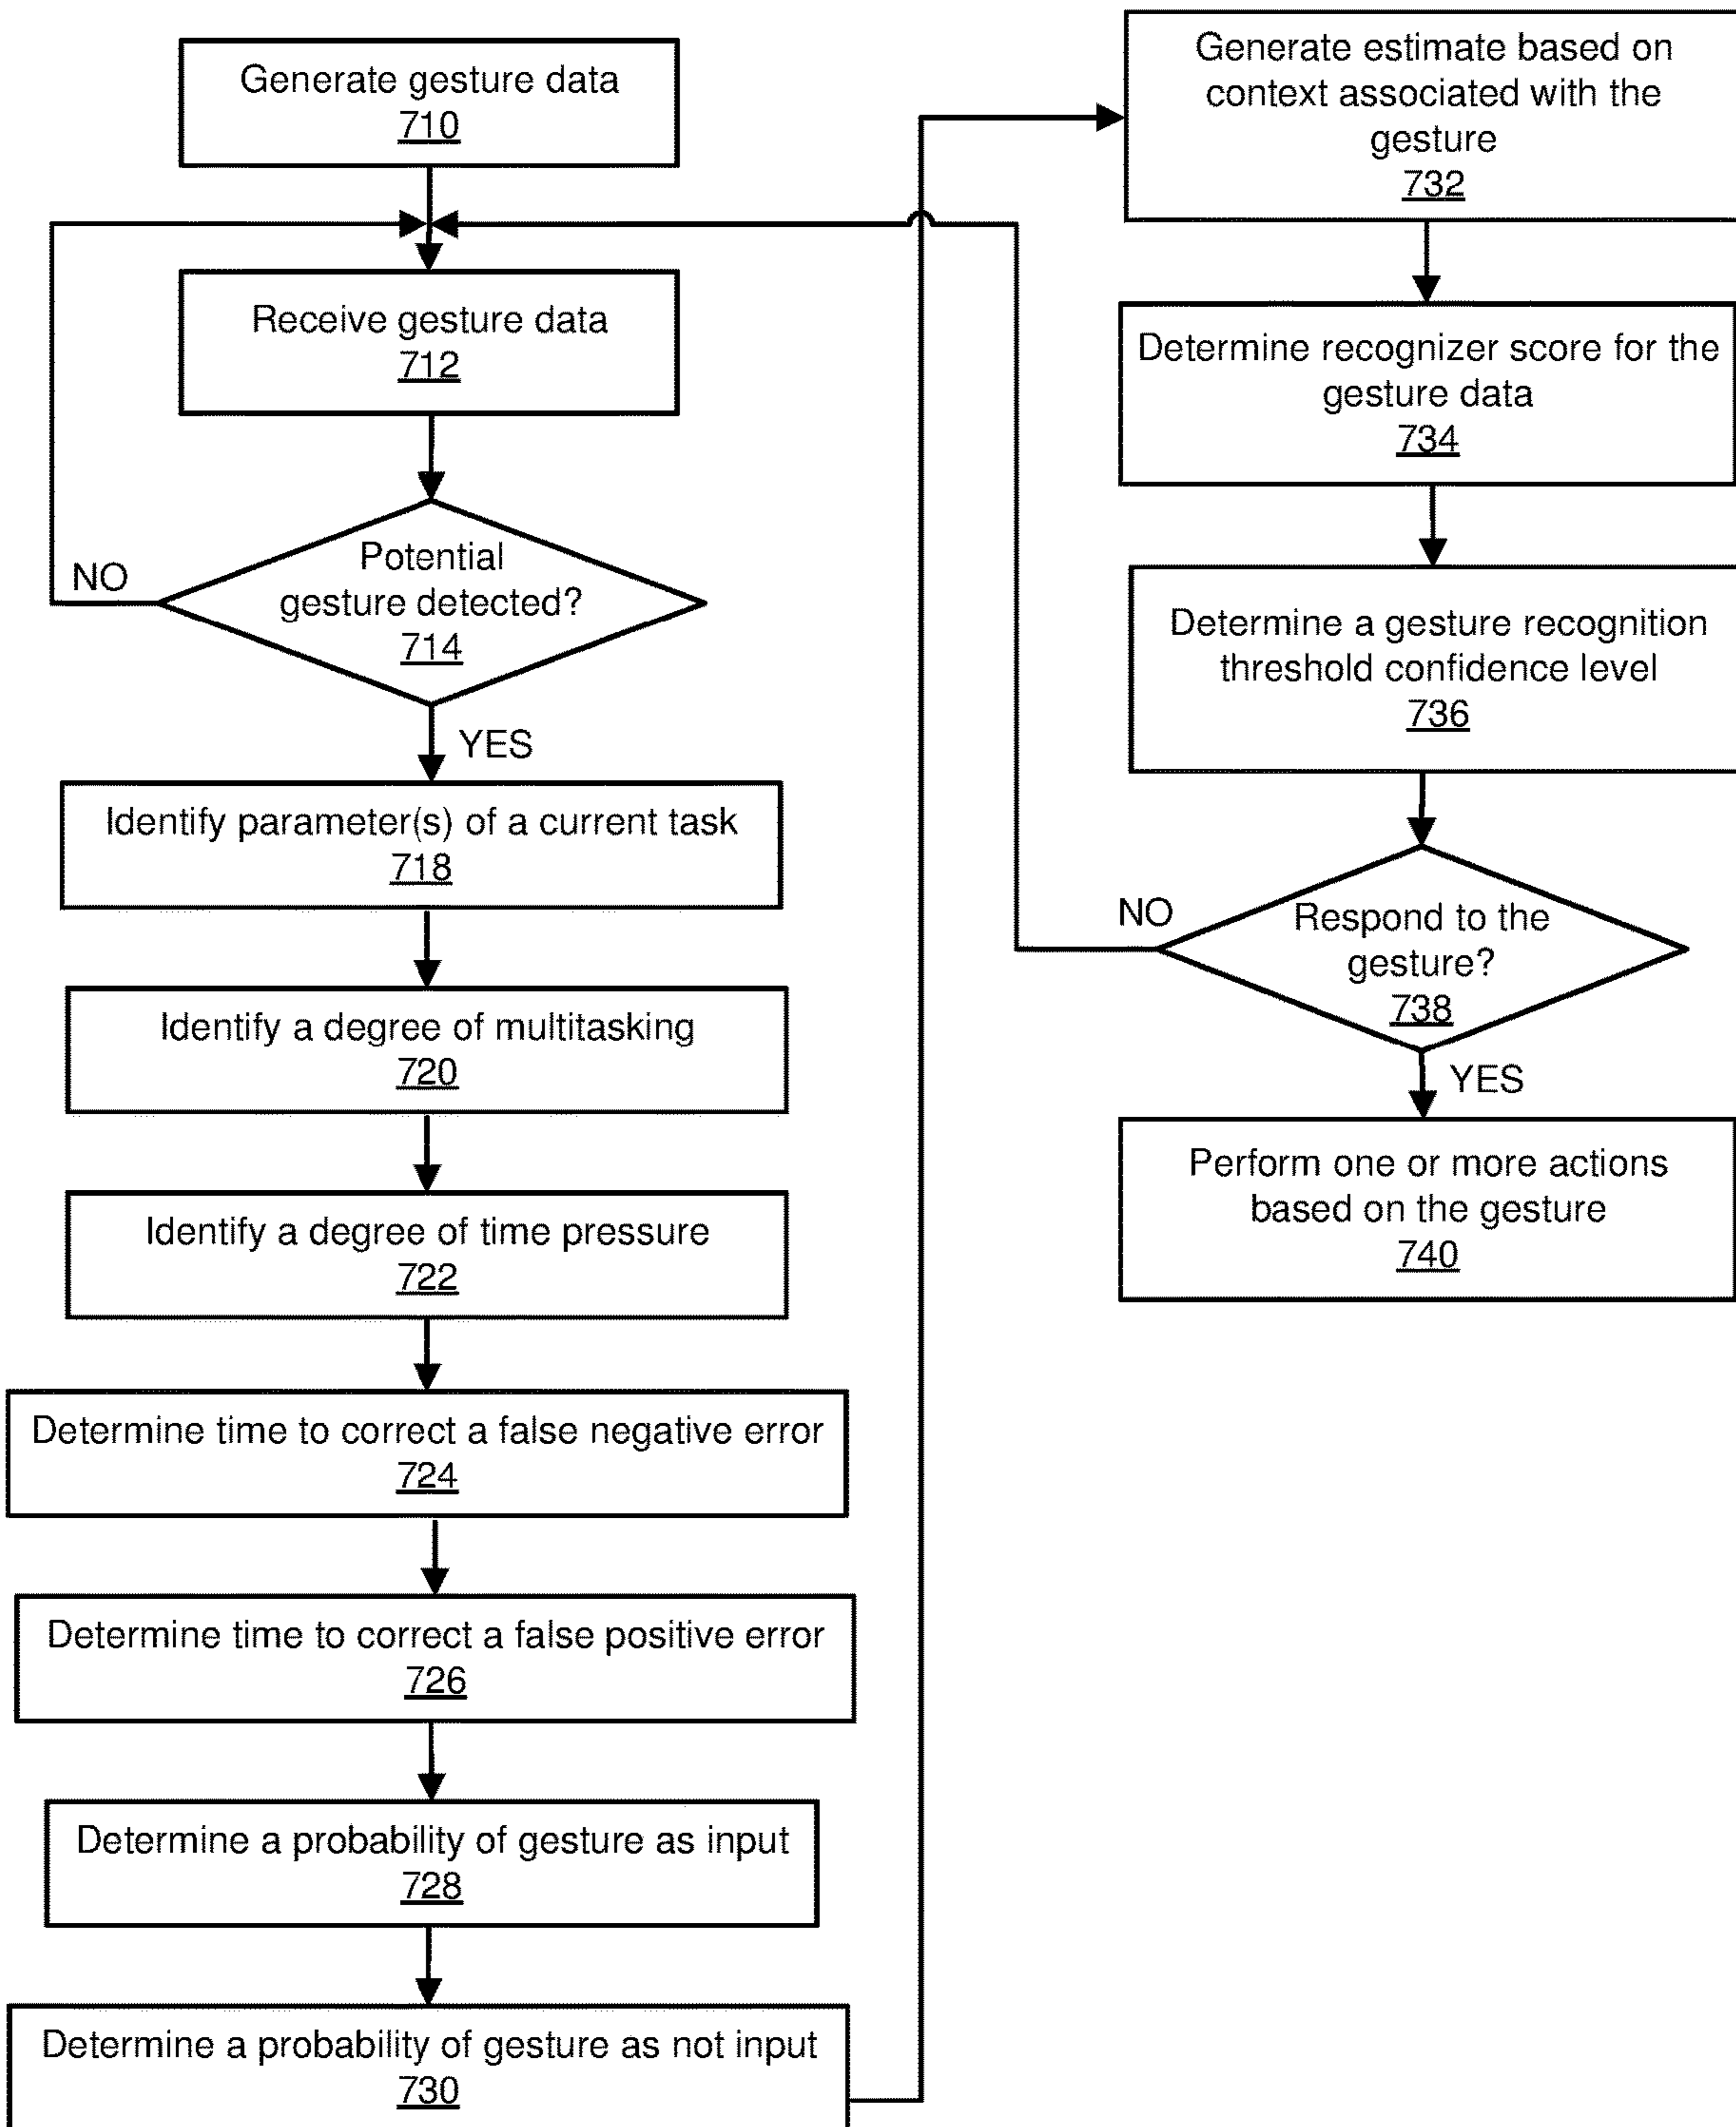 Generate gesture data
710
Receive gesture data
712
Potential
gesture detected?
714
NO
YES
Identify parameter(s) of a current task
718
Identify a degree of multitasking
720
Identify a degree of time pressure
722
Determine time to correct a false negative error
724
Determine time to correct a false positive error
726
Determine a probability of gesture as input
728
Determine a probability of gesture as not input
730
Generate estimate based on
context associated with the
gesture
732
Determine recognizer score for the
gesture data
734
Determine a gesture recognition
threshold confidence level
736
NO
Respond to the
gesture?
738
YES
Perform one or more actions
based on the gesture
740